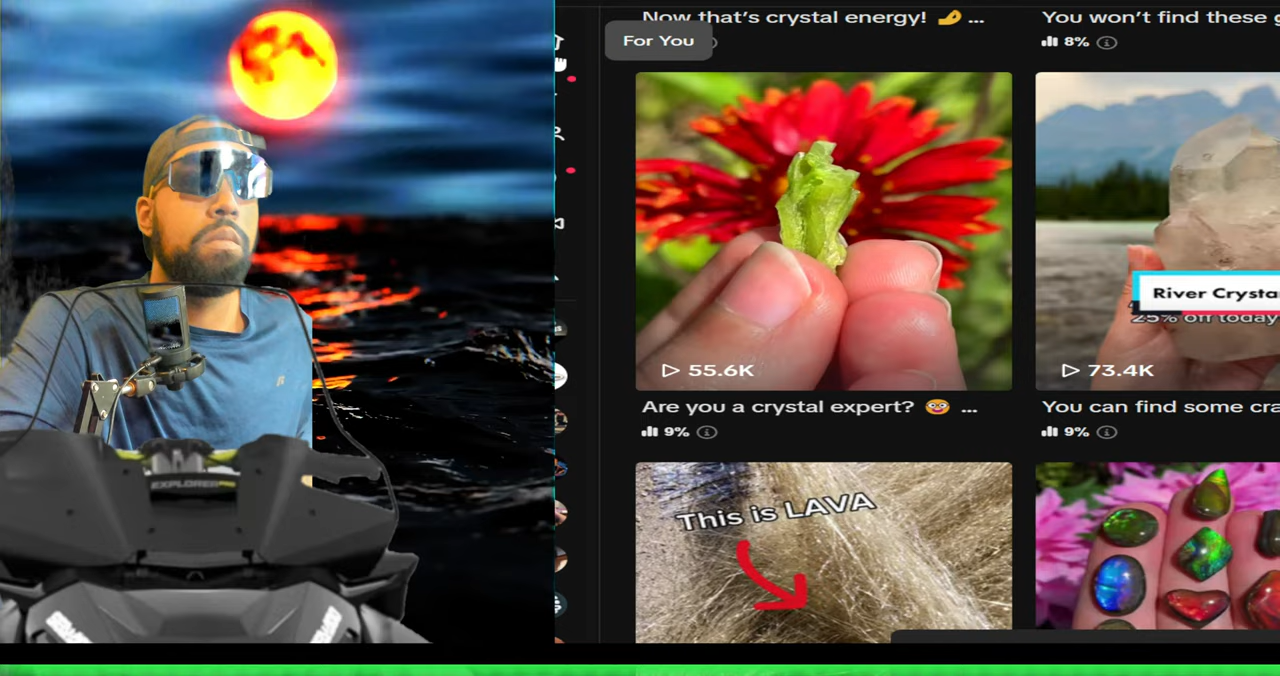 Now that's crystal energy! 🤌 ...
You won't find these
For You
8%
55.6K
River Crysta
25% off today
73.4K
Are you a crystal expert? 🤓 ...
You can find some cra
9%
9%
This is LAVA
EXPLORER